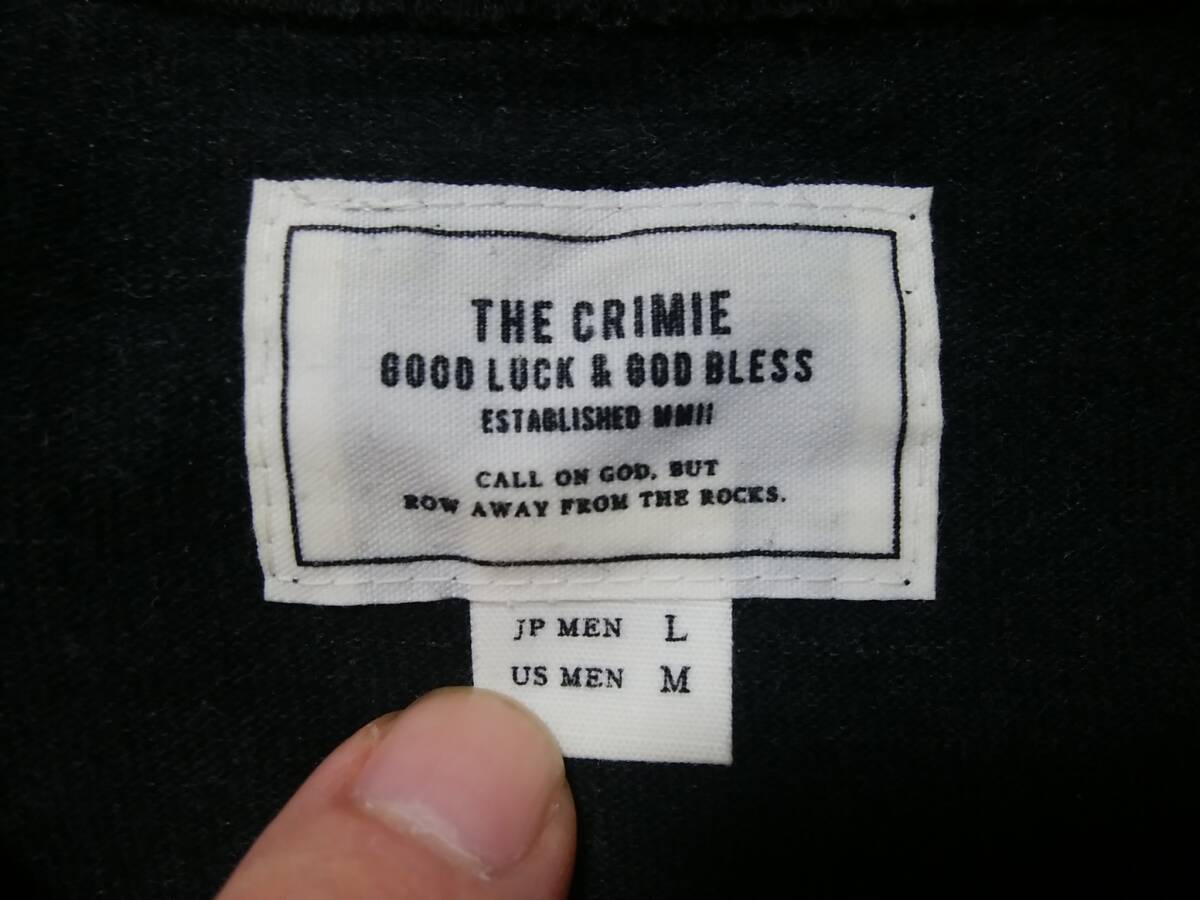 THE CRIMIE
GOOD LUCK & GOD BLESS
ESTABLISHED MMII
CALL ON GOD, BUT
ROW AWAY FROM THE ROCKS.
JP MEN L
US MEN M